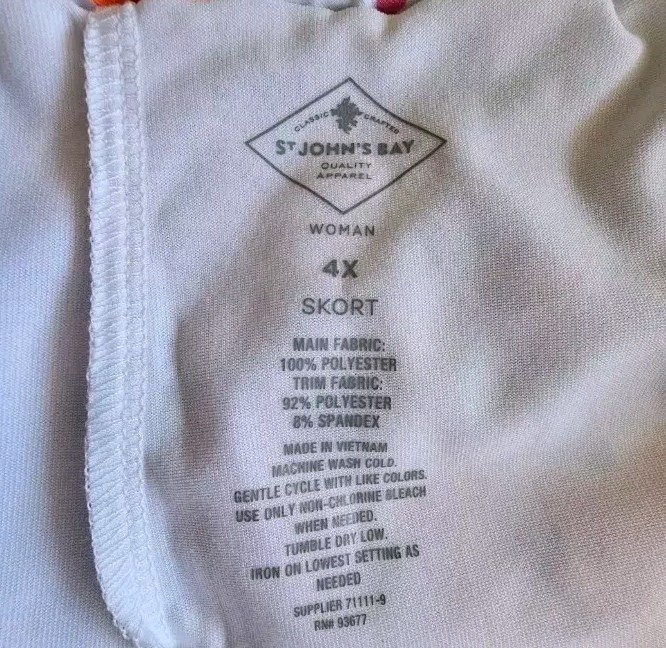 CLASSIC CRAFTED
ST JOHN'S BAY
QUALITY
APPAREL
WOMAN
4X
SKORT
MAIN FABRIC:
100% POLYESTER
TRIM FABRIC:
92% POLYESTER
8% SPANDEX
MADE IN VIETNAM
MACHINE WASH COLD.
GENTLE CYCLE WITH LIKE COLORS.
USE ONLY NON-CHLORINE BLEACH
WHEN NEEDED.
TUMBLE DRY LOW.
IRON ON LOWEST SETTING AS
NEEDED
SUPPLIER 71111-9
RN# 93677